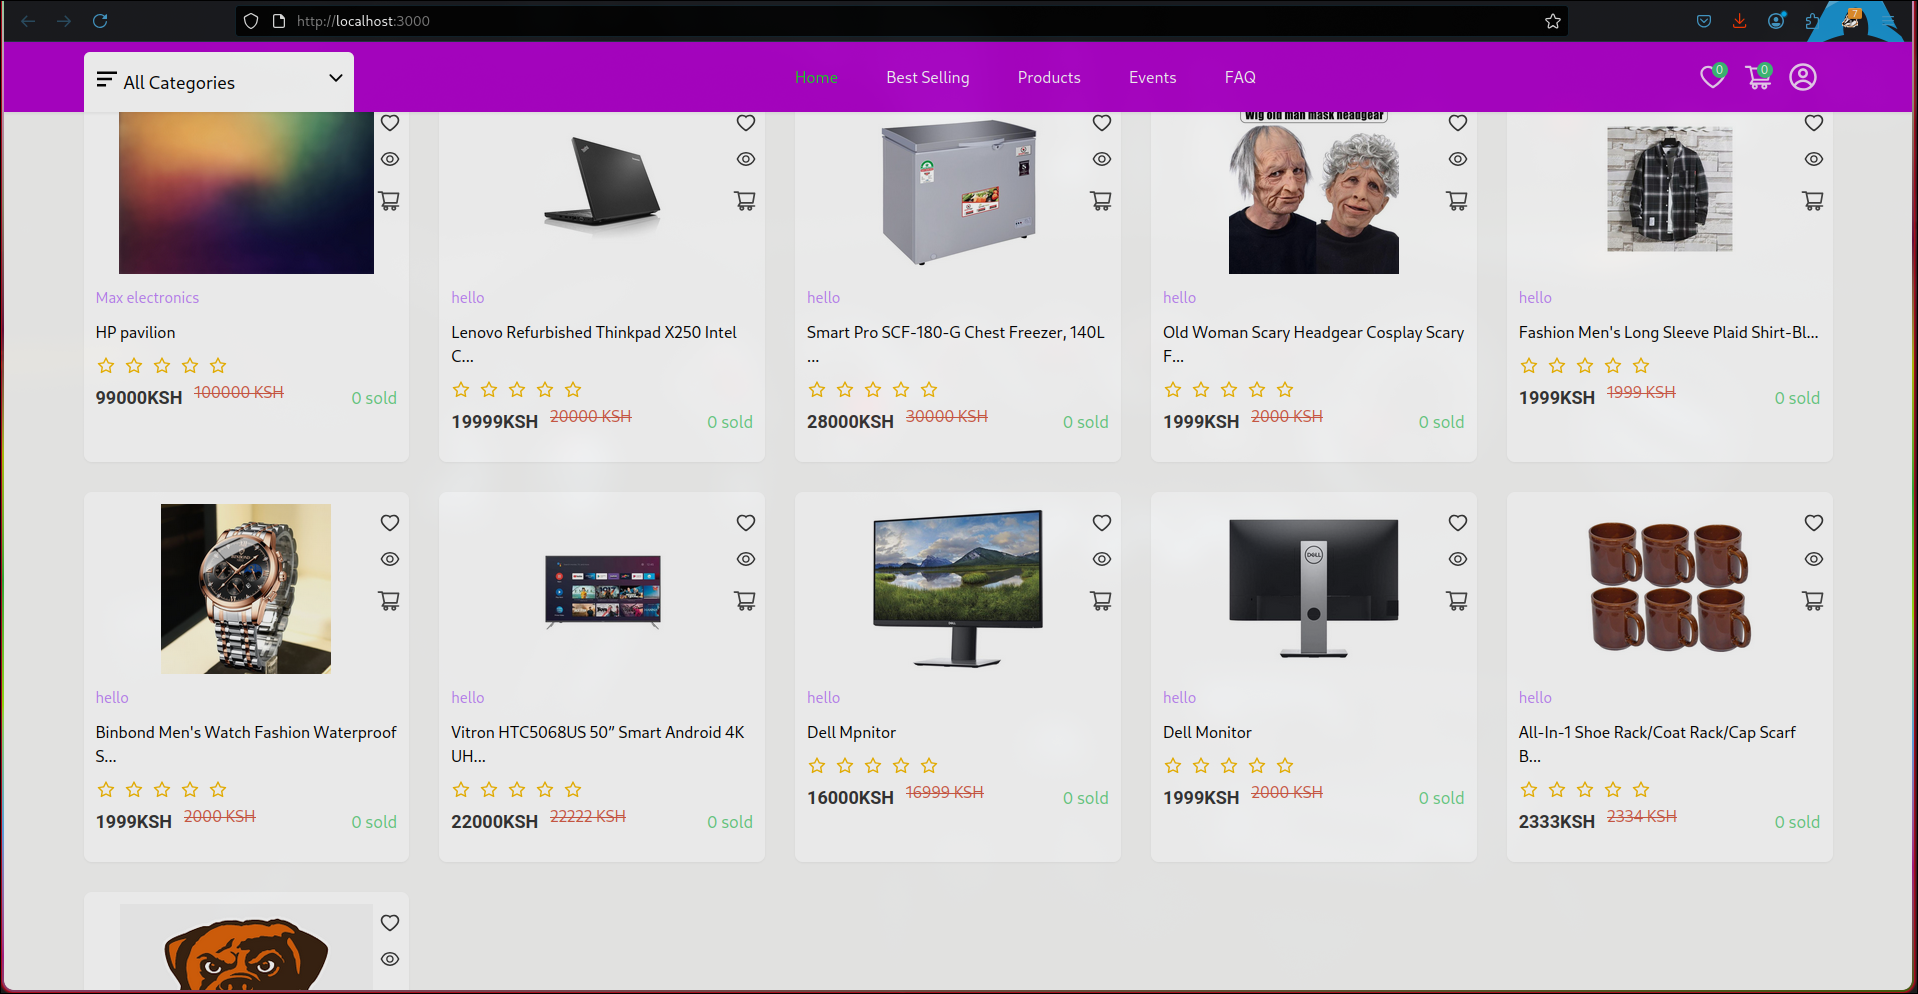 http://localhost:3000
7
All Categories
Home
Best Selling
Products
Events
FAQ
0
0
Wig old man mask headgear
Max electronics
HP pavilion
99000KSH 100000 KSH 0 sold
hello
Lenovo Refurbished Thinkpad X250 Intel
C...
19999KSH 20000 KSH 0 sold
hello
Smart Pro SCF-180-G Chest Freezer, 140L
...
28000KSH 30000 KSH 0 sold
hello
Old Woman Scary Headgear Cosplay Scary
F...
1999KSH 2000 KSH 0 sold
hello
Fashion Men's Long Sleeve Plaid Shirt-Bl...
1999KSH 1999 KSH 0 sold
hello
Binbond Men's Watch Fashion Waterproof
S...
1999KSH 2000 KSH 0 sold
hello
Vitron HTC5068US 50” Smart Android 4K
UH...
22000KSH 22222 KSH 0 sold
hello
Dell Mpnitor
16000KSH 16999 KSH 0 sold
DELL
hello
Dell Monitor
1999KSH 2000 KSH 0 sold
hello
All-In-1 Shoe Rack/Coat Rack/Cap Scarf
B...
2333KSH 2334 KSH 0 sold